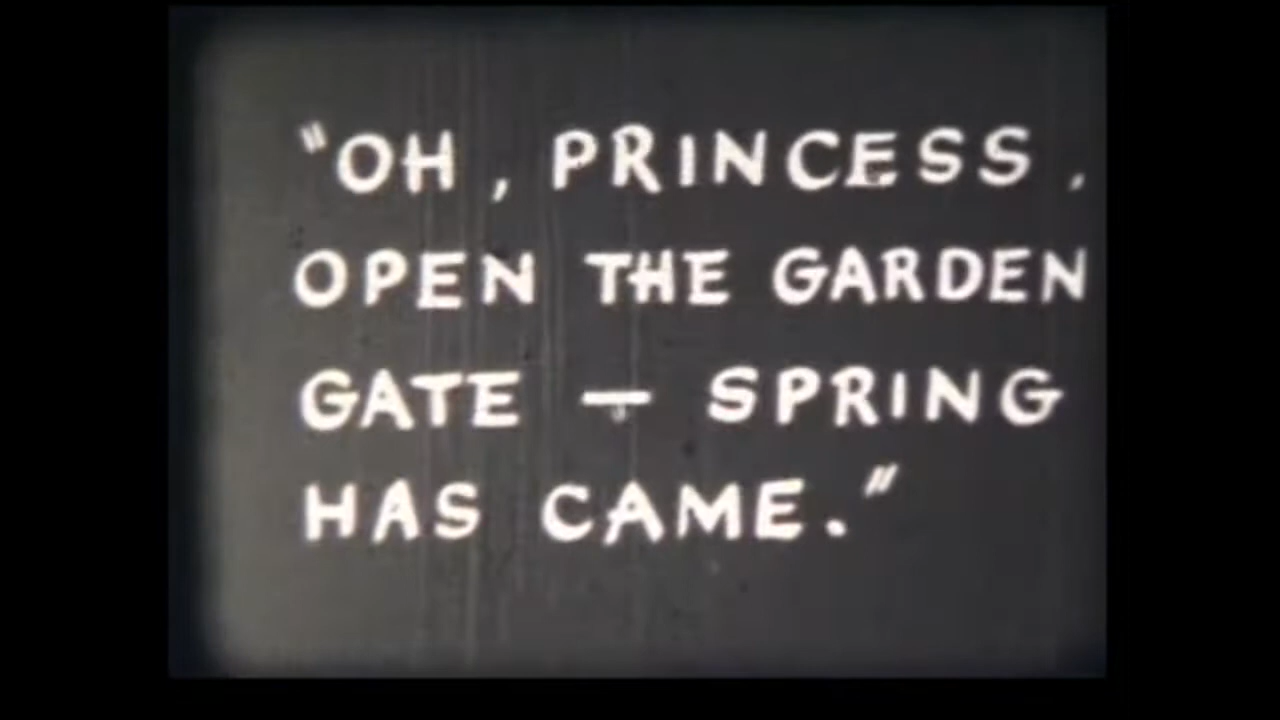 "OH, PRINCESS,
OPEN THE GARDEN
GATE — SPRING
HAS CAME."